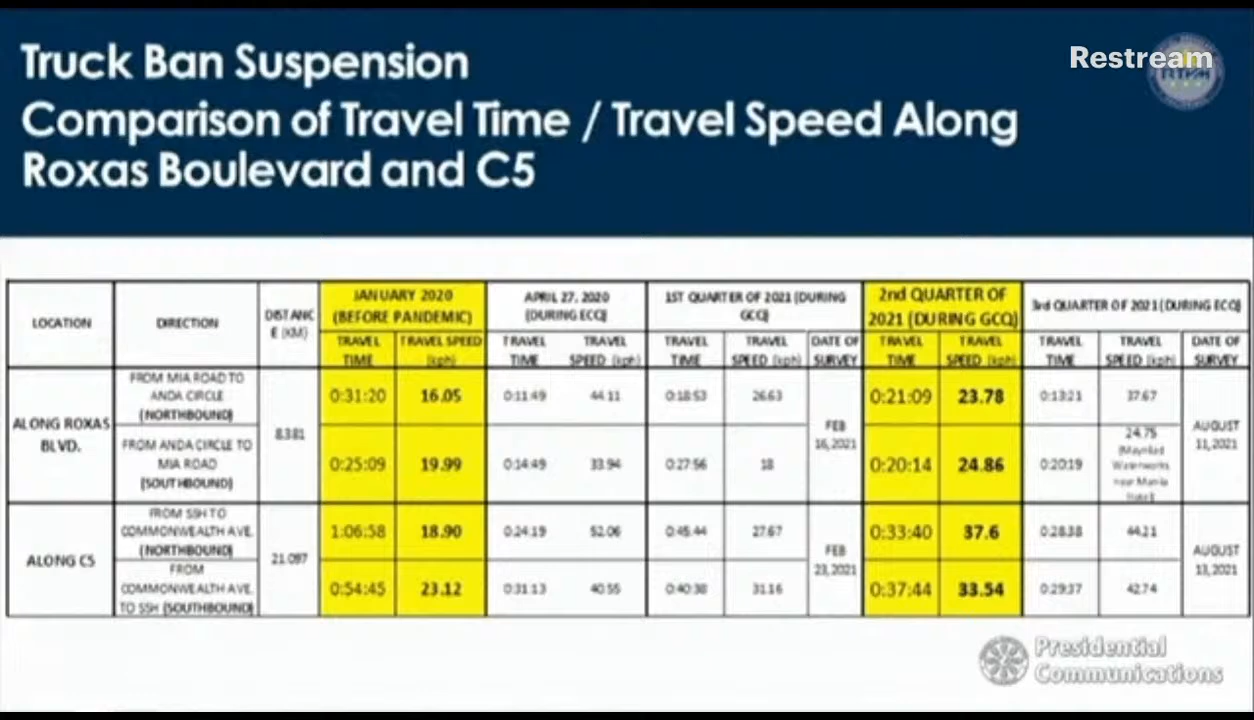 Truck Ban Suspension
Comparison of Travel Time / Travel Speed Along
Roxas Boulevard and C5
Restream
LOCATION
DIRECTION
DISTANC
E (KM)
JANUARY 2020
(BEFORE PANDEMIC)
TRAVEL TIME
TRAVEL SPEED (kph)
APRIL 27, 2020
(DURING ECQ)
TRAVEL TIME
TRAVEL SPEED (kph)
1ST QUARTER OF 2021 (DURING
GCQ)
TRAVEL TIME
TRAVEL SPEED (kph)
DATE OF SURVEY
2nd QUARTER OF
2021 (DURING GCQ)
TRAVEL TIME
TRAVEL SPEED (kph)
3rd QUARTER OF 2021 (DURING ECQ)
TRAVEL TIME
TRAVEL SPEED (kph)
DATE OF SURVEY
ALONG ROXAS
BLVD.
FROM MIA ROAD TO
ANDA CIRCLE
(NORTHBOUND)
8.381
0:31:20 16.05 0:11:49 44.11 0:18:53 26.63
FEB
16, 2021
0:21:09 23.78 0:13:21 37.67
AUGUST
11, 2021
FROM ANDA CIRCLE TO
MIA ROAD
(SOUTHBOUND)
0:25:09 19.99 0:14:49 33.94 0:27:56 18
0:20:14 24.86 0:20:19 24.75
(Maynilad
Waterworks
near Manila
Hotel)
ALONG C5
FROM SSH TO
COMMONWEALTH AVE.
(NORTHBOUND)
21.097
1:06:58 18.90 0:24:19 52.06 0:45:44 27.67
FEB
23, 2021
0:33:40 37.6 0:28:38 44.21
AUGUST
13, 2021
FROM
COMMONWEALTH AVE.
TO SSH (SOUTHBOUND)
0:54:45 23.12 0:31:13 40.55 0:40:38 31.16
0:37:44 33.54 0:29:37 42.74
Presidential
Communications